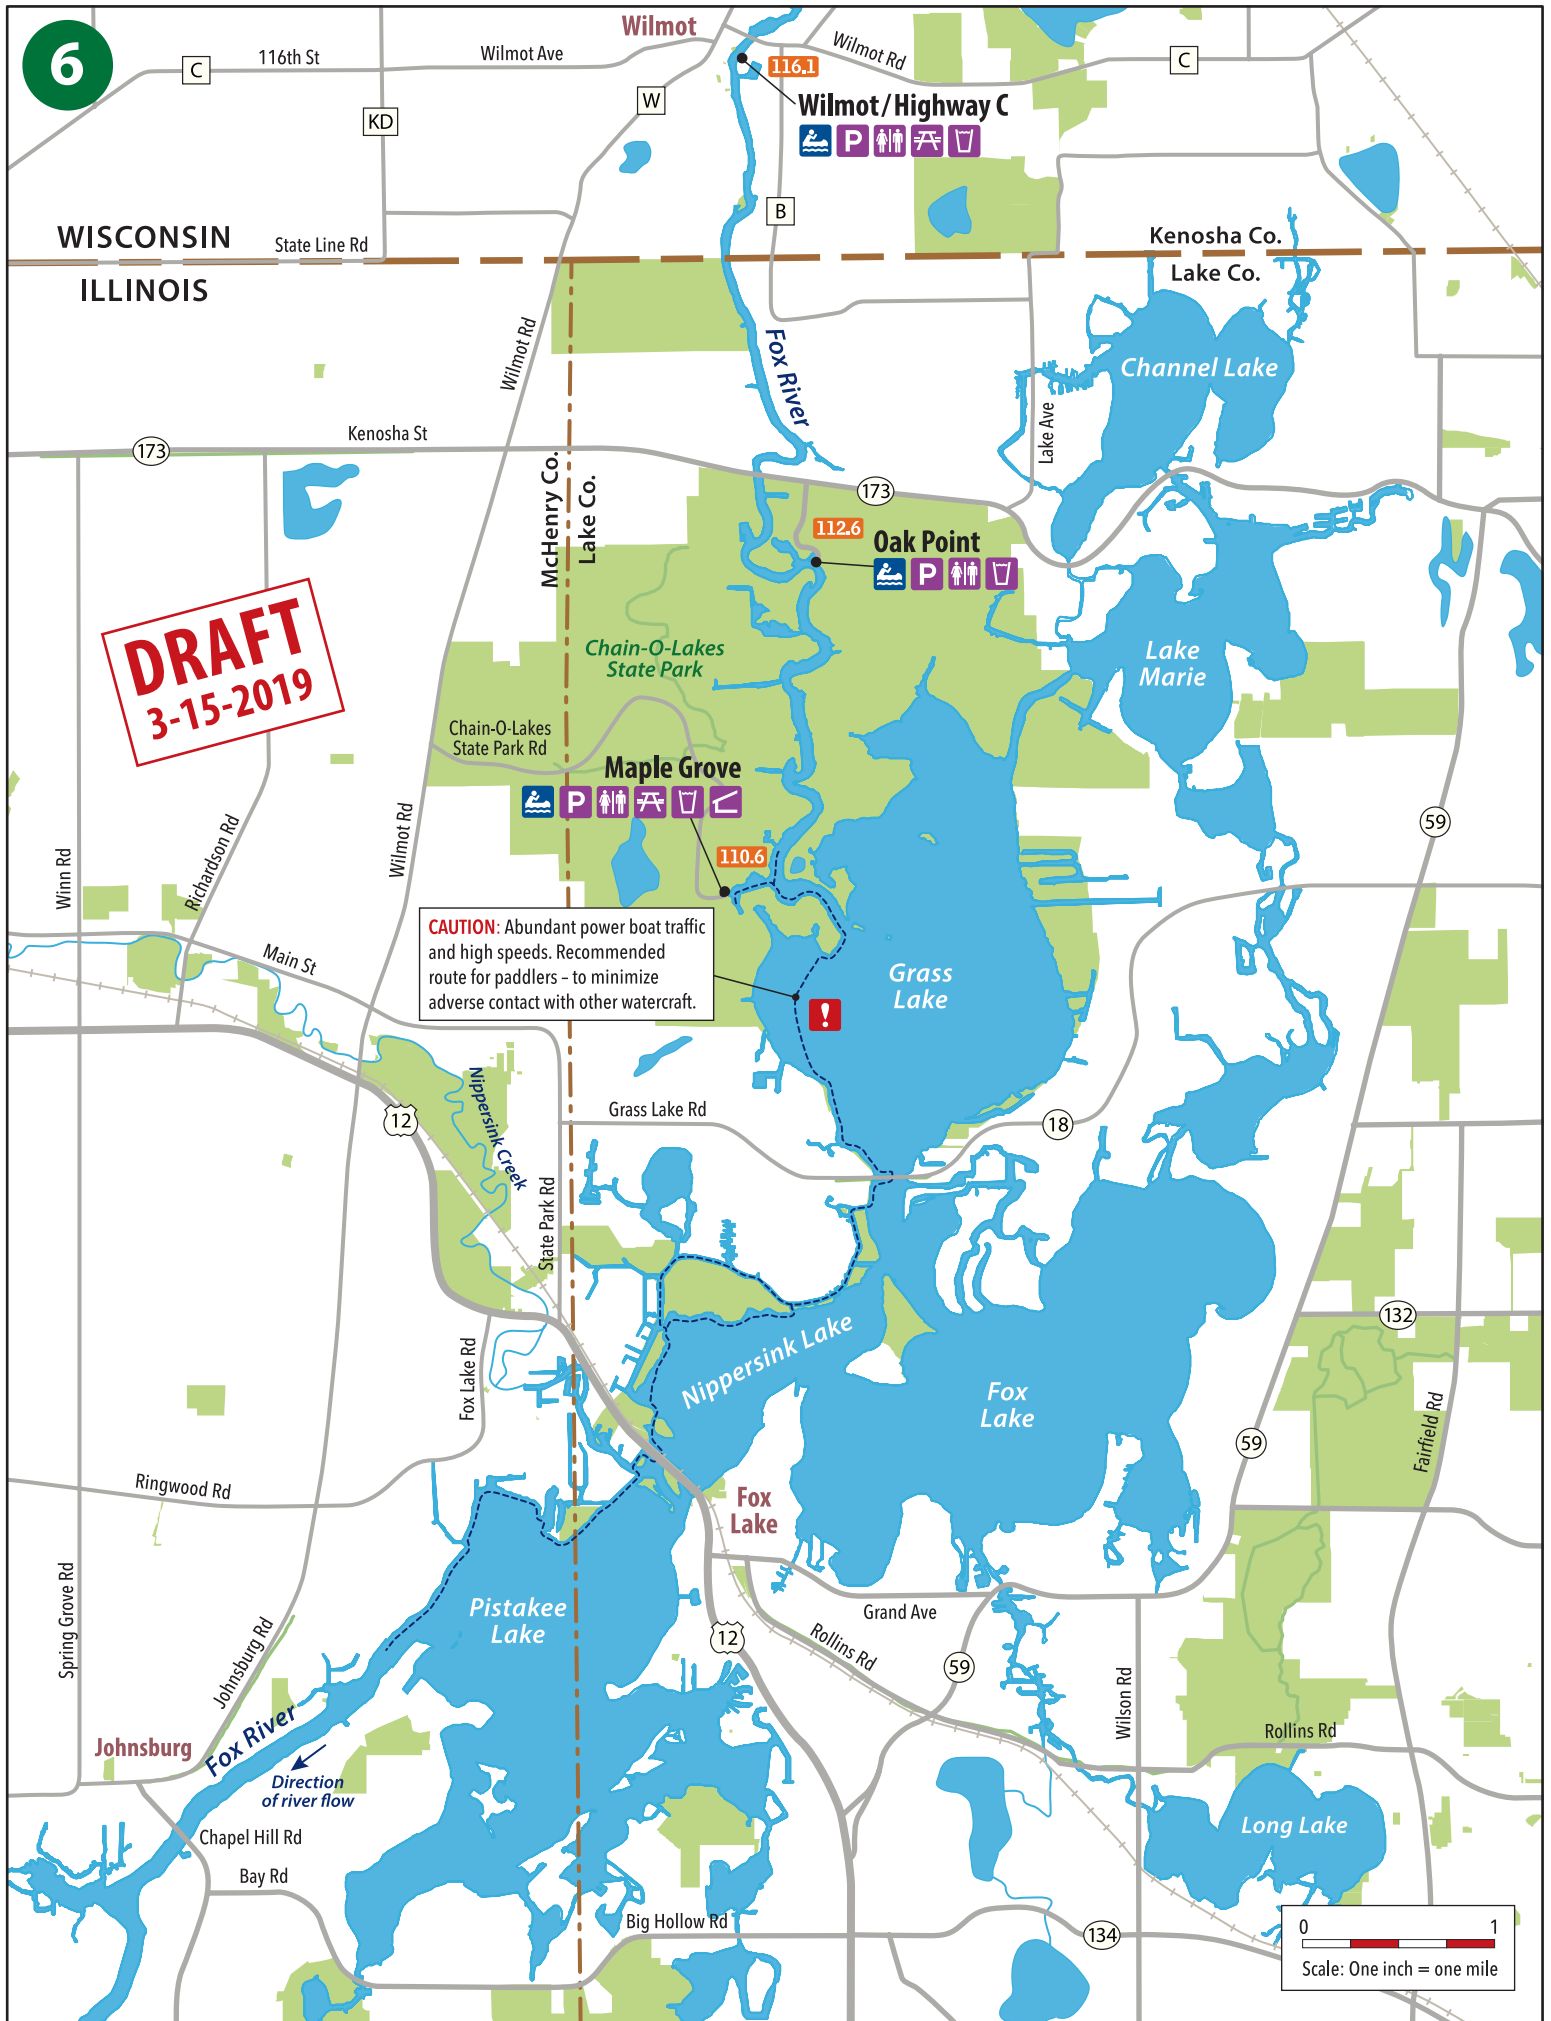 6
Wilmot
C
116th St
Wilmot Ave
Wilmot Rd
C
116.1
W
KD
Wilmot / Highway C
P
B
WISCONSIN
State Line Rd
ILLINOIS
Kenosha Co.
Lake Co.
Wilmot Rd
Fox River
Channel Lake
Lake Ave
173
Kenosha St
McHenry Co.
Lake Co.
173
112.6
Oak Point
P
DRAFT
3-15-2019
Chain-O-Lakes
State Park
Lake
Marie
Chain-O-Lakes
State Park Rd
Maple Grove
P
59
Winn Rd
Richardson Rd
Wilmot Rd
110.6
CAUTION: Abundant power boat traffic
and high speeds. Recommended
route for paddlers – to minimize
adverse contact with other watercraft.
Main St
Grass
Lake
!
Nippersink Creek
12
Grass Lake Rd
18
State Park Rd
132
Fox Lake Rd
Nippersink Lake
Fox
Lake
Fairfield Rd
59
Ringwood Rd
Fox
Lake
Spring Grove Rd
Pistakee
Lake
Grand Ave
Johnsburg Rd
12
Rollins Rd
59
Wilson Rd
Rollins Rd
Johnsburg
Fox River
Direction
of river flow
Long Lake
Chapel Hill Rd
Bay Rd
Big Hollow Rd
134
0 1
Scale: One inch = one mile